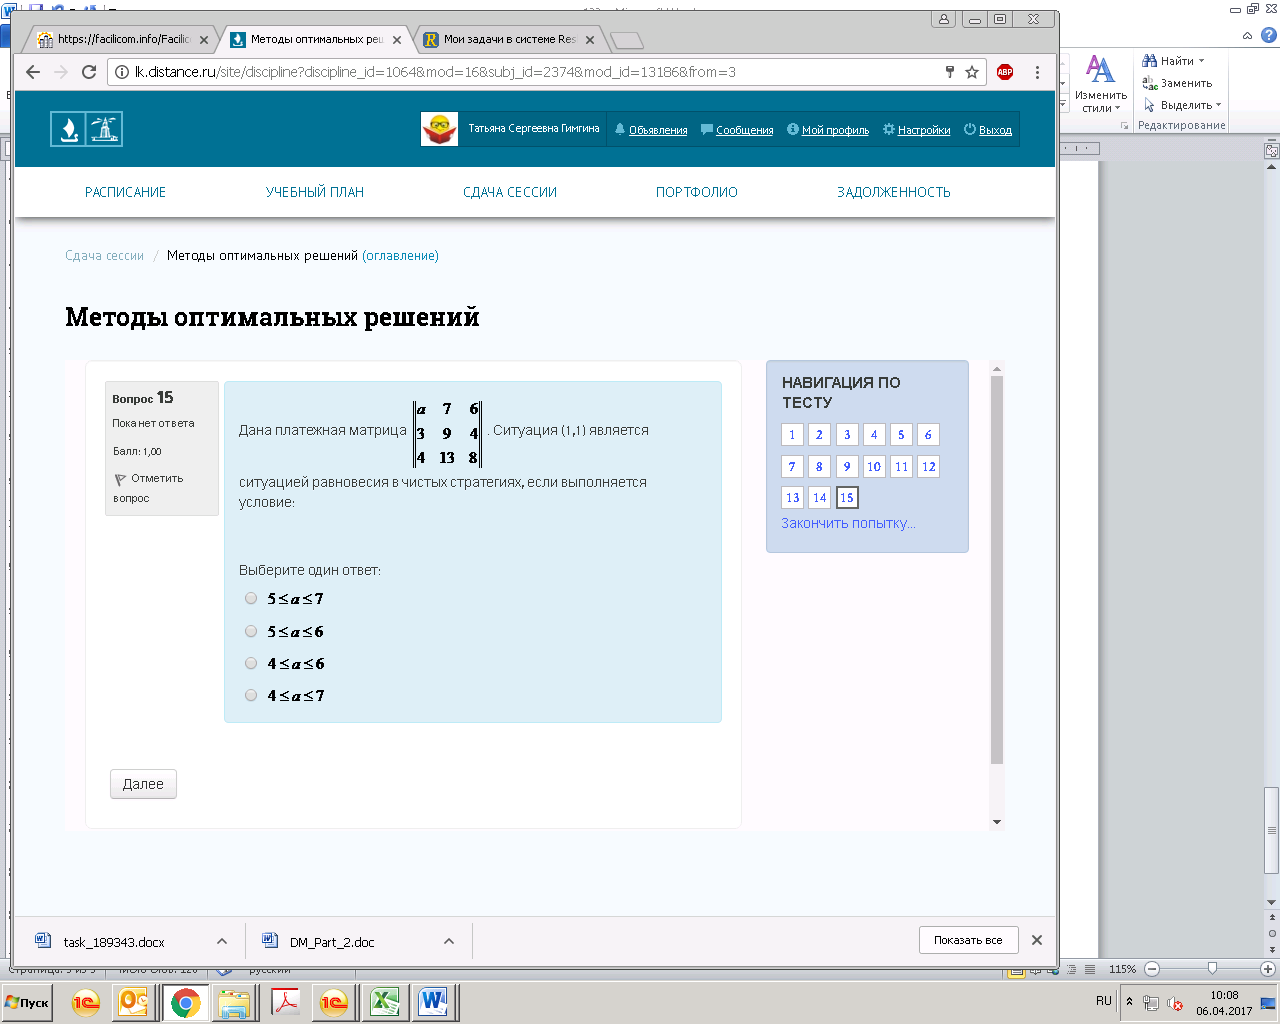 https://facilicom.info/Facilic
Методы оптимальных реш
Мои задачи в системе Res
lk.distance.ru/site/discipline?discipline_id=1064&mod=16&subj_id=2374&mod_id=13186&from=3
ABP
Найти
Заменить
Выделить
Изменить
стили
Редактирование
Татьяна Сергеевна Гимгина
Объявления
Сообщения
Мой профиль
Настройки
Выход
РАСПИСАНИЕ
УЧЕБНЫЙ ПЛАН
СДАЧА СЕССИИ
ПОРТФОЛИО
ЗАДОЛЖЕННОСТЬ
Сдача сессии / Методы оптимальных решений (оглавление)
Методы оптимальных решений
Вопрос 15
Пока нет ответа
Балл: 1,00
Отметить
вопрос
Дана платежная матрица
a 7 6
3 9 4
4 13 8
. Ситуация (1,1) является
ситуацией равновесия в чистых стратегиях, если выполняется
условие:
Выберите один ответ:
5 ≤ a ≤ 7
5 ≤ a ≤ 6
4 ≤ a ≤ 6
4 ≤ a ≤ 7
Далее
НАВИГАЦИЯ ПО
ТЕСТУ
1 2 3 4 5 6
7 8 9 10 11 12
13 14 15
Закончить попытку...
task_189343.docx
DM_Part_2.doc
Показать все
115%
Пуск
RU
10:08
06.04.2017